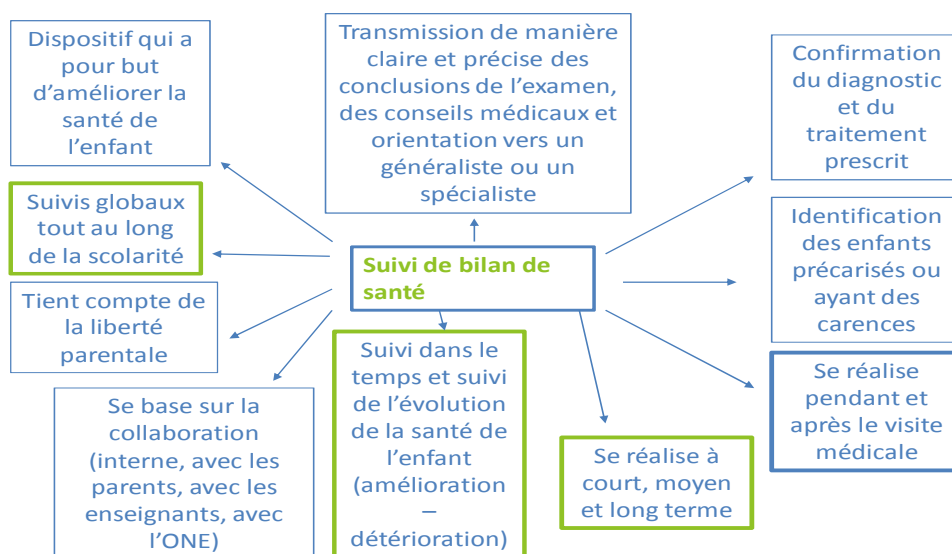 Dispositif qui a
pour but
d’améliorer la
santé de
l’enfant
Transmission de manière
claire et précise des
conclusions de l’examen,
des conseils médicaux et
orientation vers un
généraliste ou un
spécialiste
Confirmation
du diagnostic
et du
traitement
prescrit
Suivis globaux
tout au long
de la scolarité
Suivi de bilan de
santé
Identification
des enfants
précarisés ou
ayant des
carences
Tient compte de
la liberté
parentale
Se base sur la
collaboration
(interne, avec les
parents, avec les
enseignants, avec
l’ONE)
Suivi dans le
temps et suivi
de l’évolution
de la santé de
l’enfant
(amélioration
–
détérioration)
Se réalise à
court, moyen
et long terme
Se réalise
pendant et
après le visite
médicale